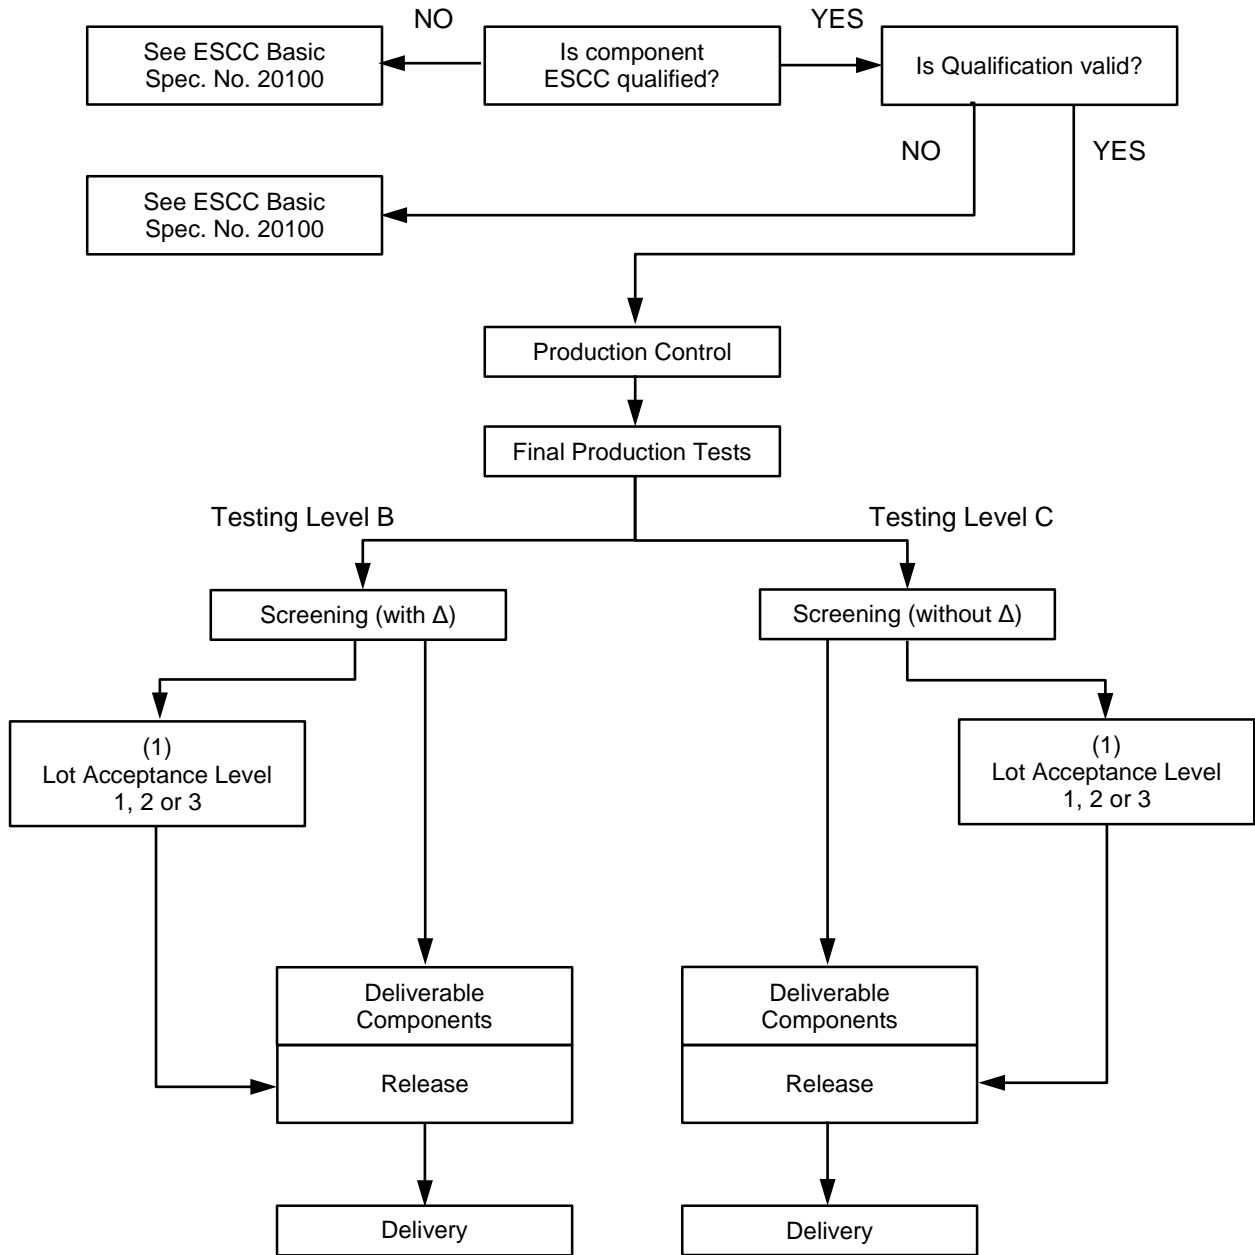 NO
YES
See ESCC Basic
Spec. No. 20100
Is component
ESCC qualified?
Is Qualification valid?
NO
YES
See ESCC Basic
Spec. No. 20100
Production Control
Final Production Tests
Testing Level B
Testing Level C
Screening (with Δ)
Screening (without Δ)
(1)
Lot Acceptance Level
1, 2 or 3
(1)
Lot Acceptance Level
1, 2 or 3
Deliverable
Components
Deliverable
Components
Release
Release
Delivery
Delivery